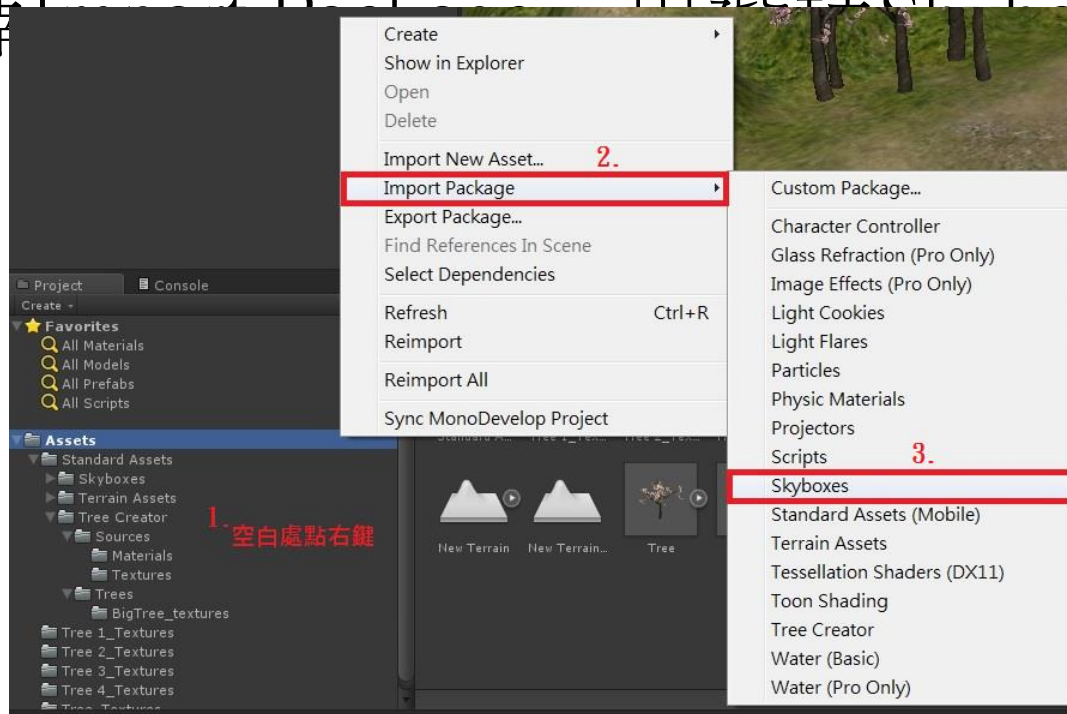 Create
Show in Explorer
Open
Delete
Import New Asset...
2.
Import Package
Export Package...
Find References In Scene
Select Dependencies
Refresh Ctrl+R
Reimport
Reimport All
Sync MonoDevelop Project
Custom Package...
Character Controller
Glass Refraction (Pro Only)
Image Effects (Pro Only)
Light Cookies
Light Flares
Particles
Physic Materials
Projectors
Scripts
3.
Skyboxes
Standard Assets (Mobile)
Terrain Assets
Tessellation Shaders (DX11)
Toon Shading
Tree Creator
Water (Basic)
Water (Pro Only)
Project
Console
Create
Favorites
All Materials
All Models
All Prefabs
All Scripts
Assets
Standard Assets
Skyboxes
Terrain Assets
Tree Creator
Sources
Materials
Textures
Trees
BigTree_textures
Tree 1_Textures
Tree 2_Textures
Tree 3_Textures
Tree 4_Textures
1.
空白處點右鍵
New Terrain
New Terrain...
Tree